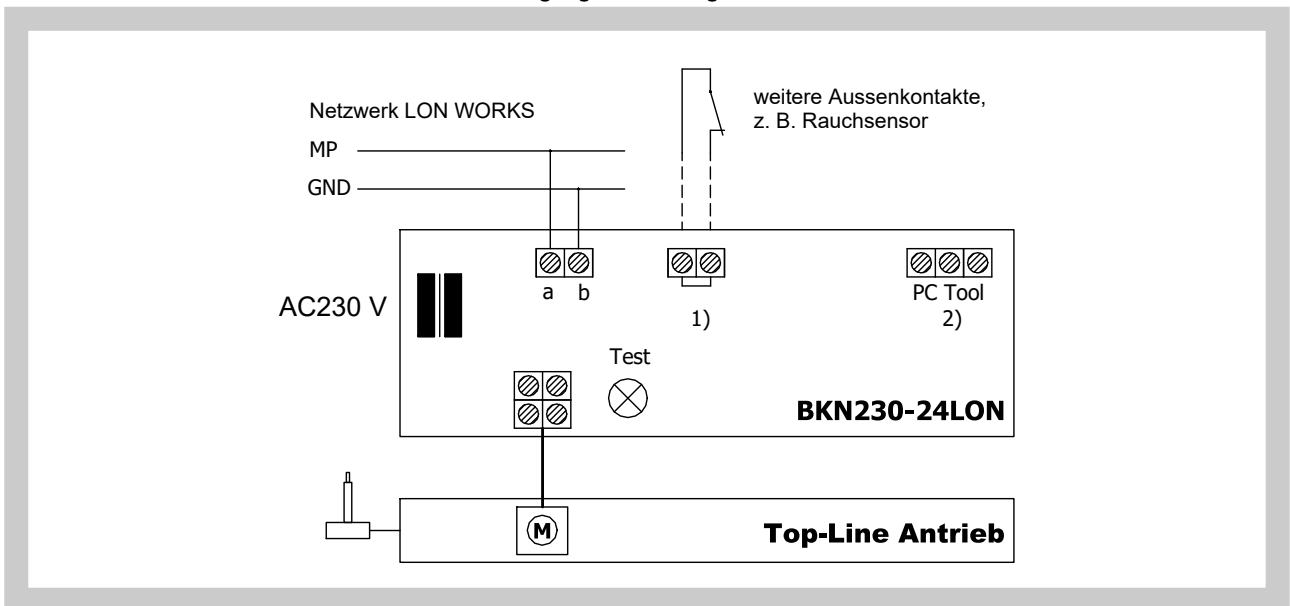 Netzwerk LON WORKS
weitere Aussenkontakte,
z. B. Rauchsensor
MP
GND
AC230 V
a b
1)
PC Tool
2)
Test
BKN230-24LON
M
Top-Line Antrieb